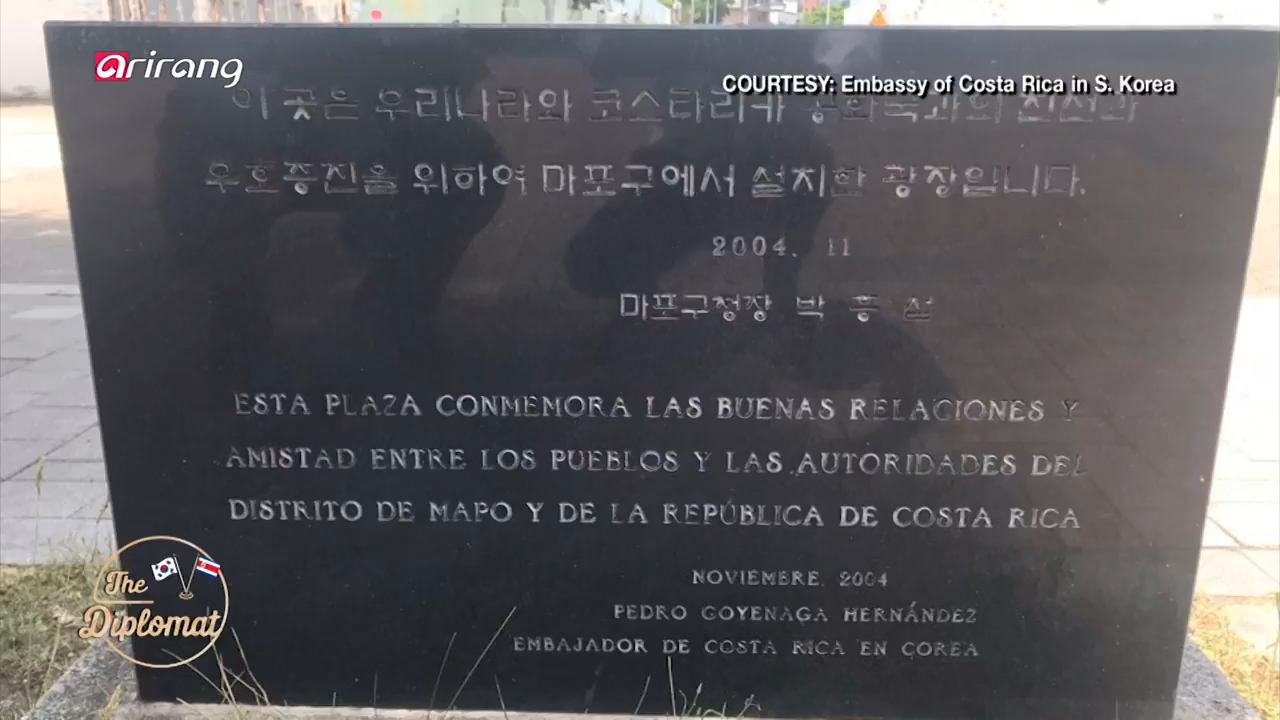 arirang
COURTESY: Embassy of Costa Rica in S. Korea
이 곳은 우리나라와 코스타리카 공화국과의 친선과
우호증진을 위하여 마포구에서 설치한 광장입니다.
2004. 11
마포구청장 박 홍 섭
ESTA PLAZA CONMEMORA LAS BUENAS RELACIONES Y
AMISTAD ENTRE LOS PUEBLOS Y LAS AUTORIDADES DEL
DISTRITO DE MAPO Y DE LA REPÚBLICA DE COSTA RICA
NOVIEMBRE, 2004
PEDRO GOYENAGA HERNÁNDEZ
EMBAJADOR DE COSTA RICA EN COREA
The
Diplomat